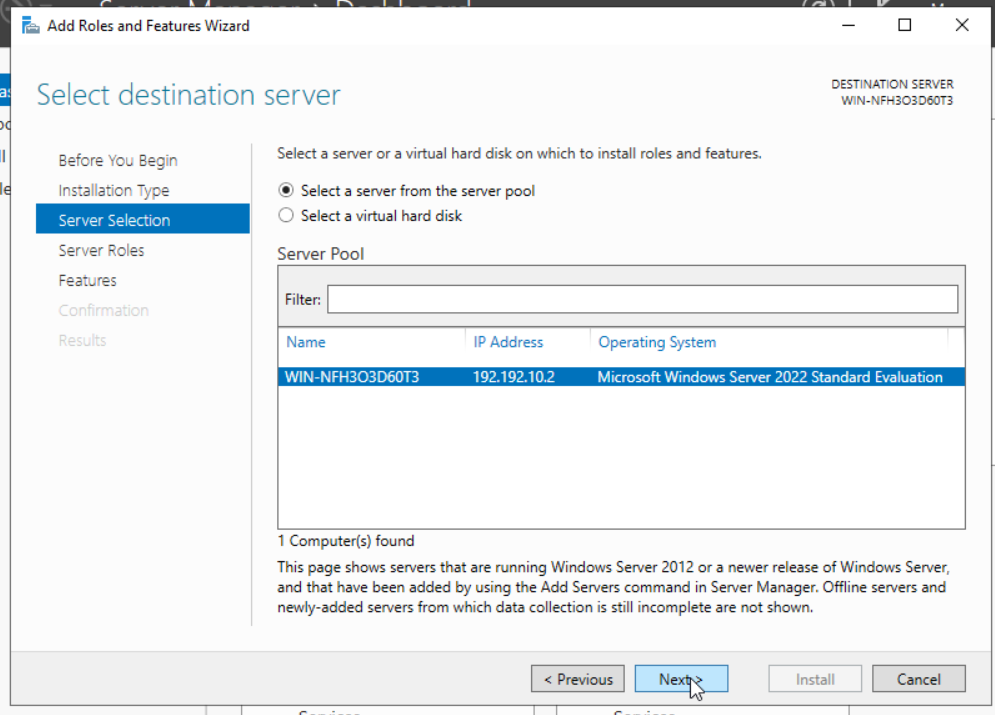 Server Manager › Dashboard
Add Roles and Features Wizard
Select destination server
DESTINATION SERVER
WIN-NFH3O3D60T3
Before You Begin
Installation Type
Server Selection
Server Roles
Features
Confirmation
Results
Select a server or a virtual hard disk on which to install roles and features.
Select a server from the server pool
Select a virtual hard disk
Server Pool
Filter:
Name IP Address Operating System
WIN-NFH3O3D60T3 192.192.10.2 Microsoft Windows Server 2022 Standard Evaluation
1 Computer(s) found
This page shows servers that are running Windows Server 2012 or a newer release of Windows Server,
and that have been added by using the Add Servers command in Server Manager. Offline servers and
newly-added servers from which data collection is still incomplete are not shown.
< Previous Next > Install Cancel
Services Services